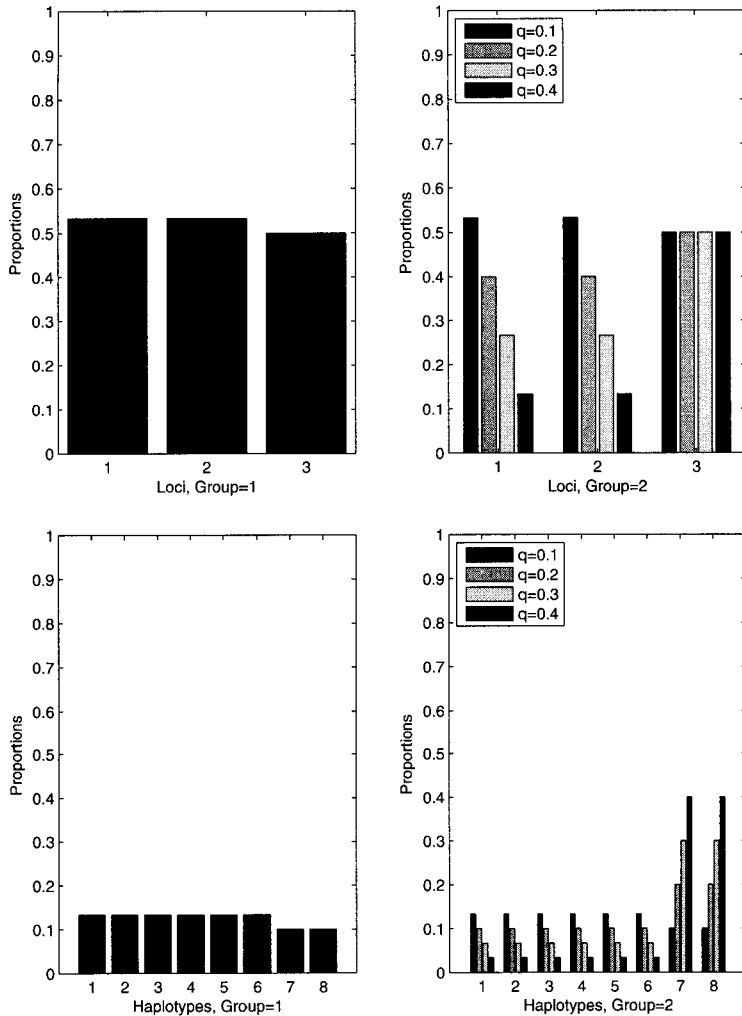 1
0.9
0.8
0.7
0.6
0.5
0.4
0.3
0.2
0.1
0
Proportions
1 2 3
Loci, Group=1
1
0.9
0.8
0.7
0.6
0.5
0.4
0.3
0.2
0.1
0
Proportions
q=0.1
q=0.2
q=0.3
q=0.4
1 2 3
Loci, Group=2
1
0.9
0.8
0.7
0.6
0.5
0.4
0.3
0.2
0.1
0
Proportions
1 2 3 4 5 6 7 8
Haplotypes, Group=1
1
0.9
0.8
0.7
0.6
0.5
0.4
0.3
0.2
0.1
0
Proportions
q=0.1
q=0.2
q=0.3
q=0.4
1 2 3 4 5 6 7 8
Haplotypes, Group=2